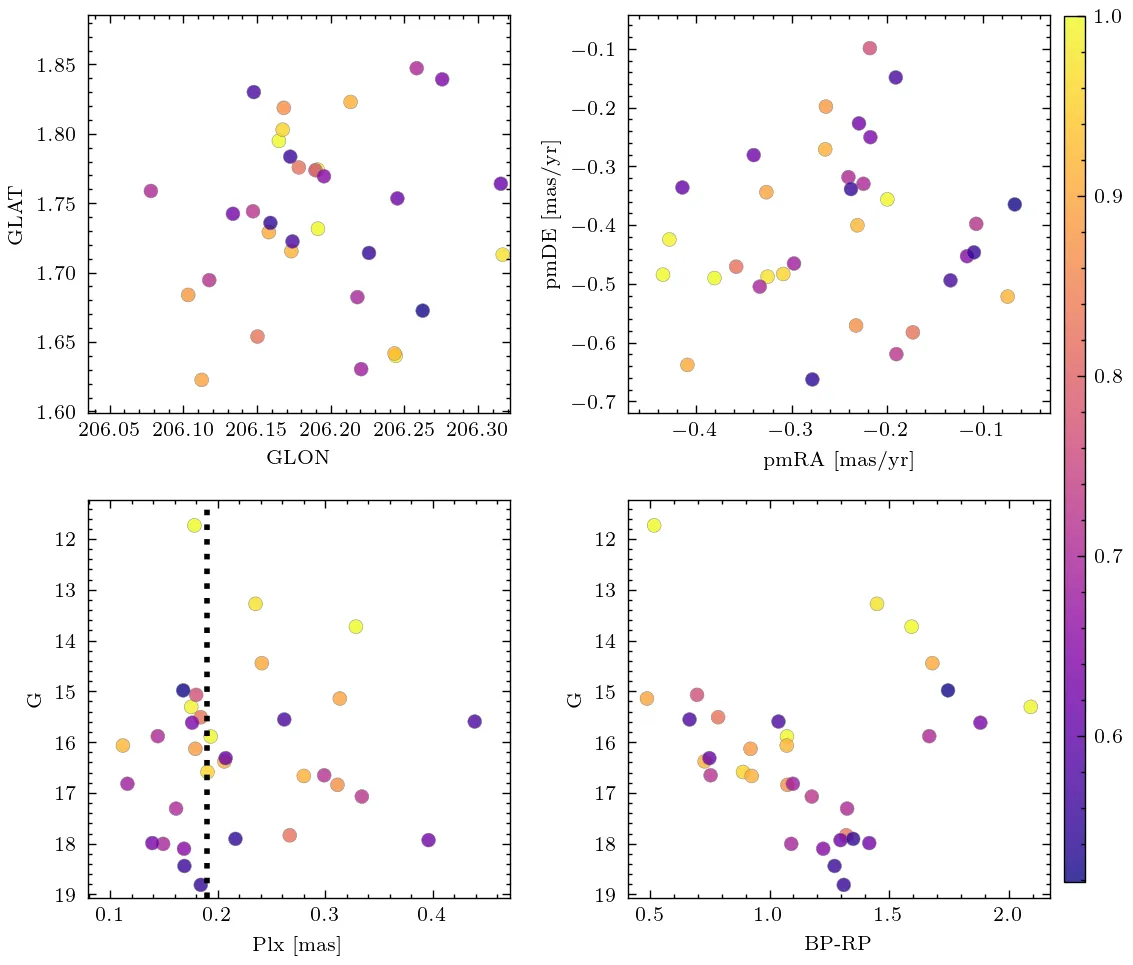 1.85
1.80
1.75
1.70
1.65
1.60
GLAT
206.05 206.10 206.15 206.20 206.25 206.30
GLON
−0.1
−0.2
−0.3
−0.4
−0.5
−0.6
−0.7
pmDE [mas/yr]
−0.4 −0.3 −0.2 −0.1
pmRA [mas/yr]
1.0
0.9
0.8
0.7
0.6
12
13
14
15
16
17
18
19
G
0.1 0.2 0.3 0.4
Plx [mas]
12
13
14
15
16
17
18
19
G
0.5 1.0 1.5 2.0
BP-RP